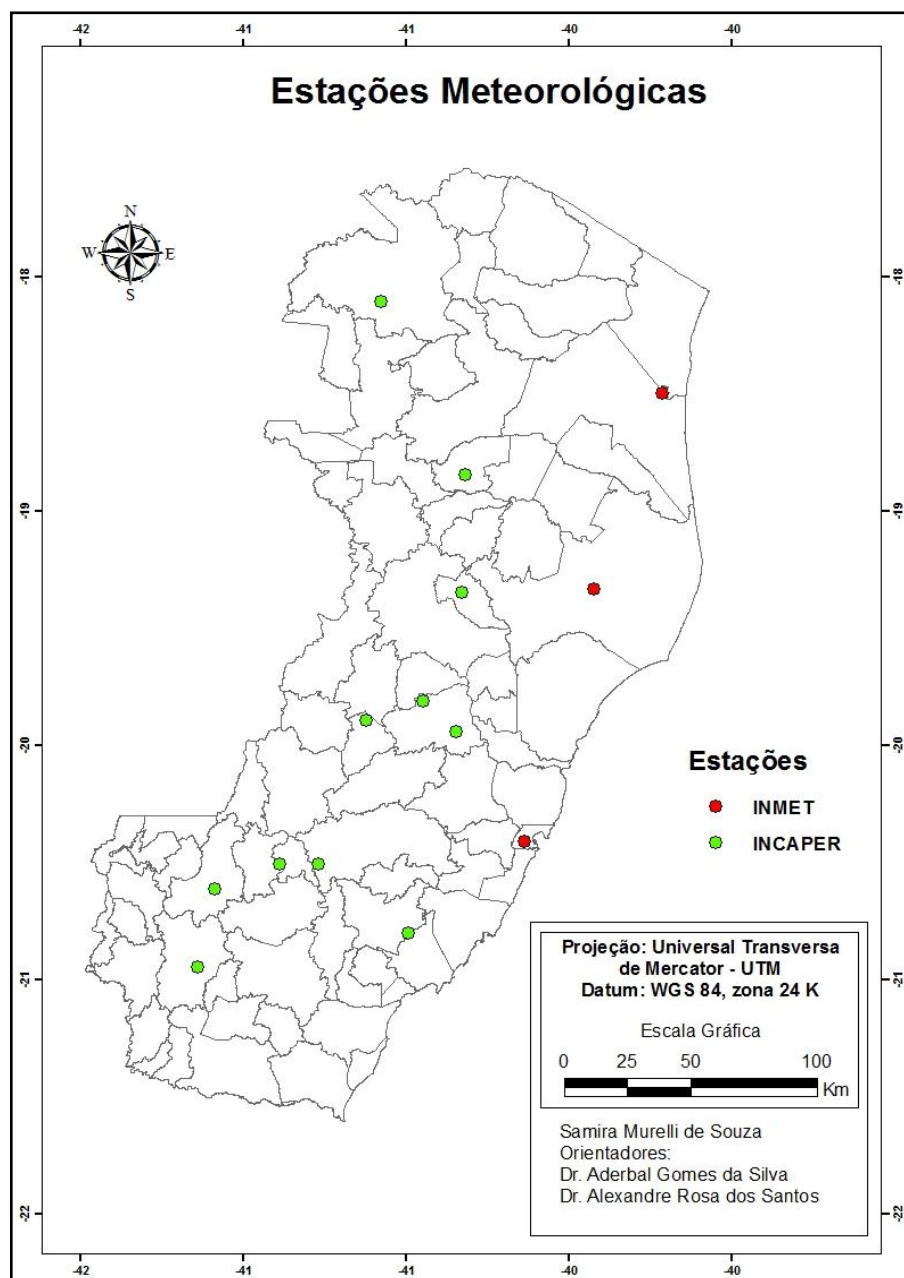 -42 -41 -41 -40 -40
Estações Meteorológicas
N
W E
S
-18 -18
-19 -19
-20 -20
Estações
INMET
INCAPER
Projeção: Universal Transversa
de Mercator - UTM
Datum: WGS 84, zona 24 K
-21 -21
Escala Gráfica
0 25 50 100
Km
Samira Murelli de Souza
Orientadores:
Dr. Aderbal Gomes da Silva
Dr. Alexandre Rosa dos Santos
-22 -22
-42 -41 -41 -40 -40